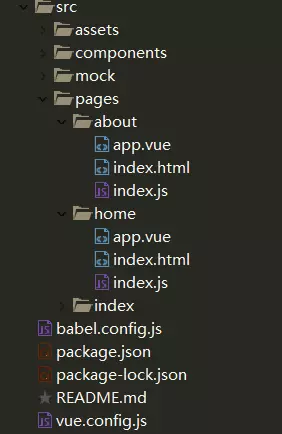 src
assets
components
mock
pages
about
app.vue
index.html
index.js
home
app.vue
index.html
index.js
index
babel.config.js
package.json
package-lock.json
README.md
vue.config.js